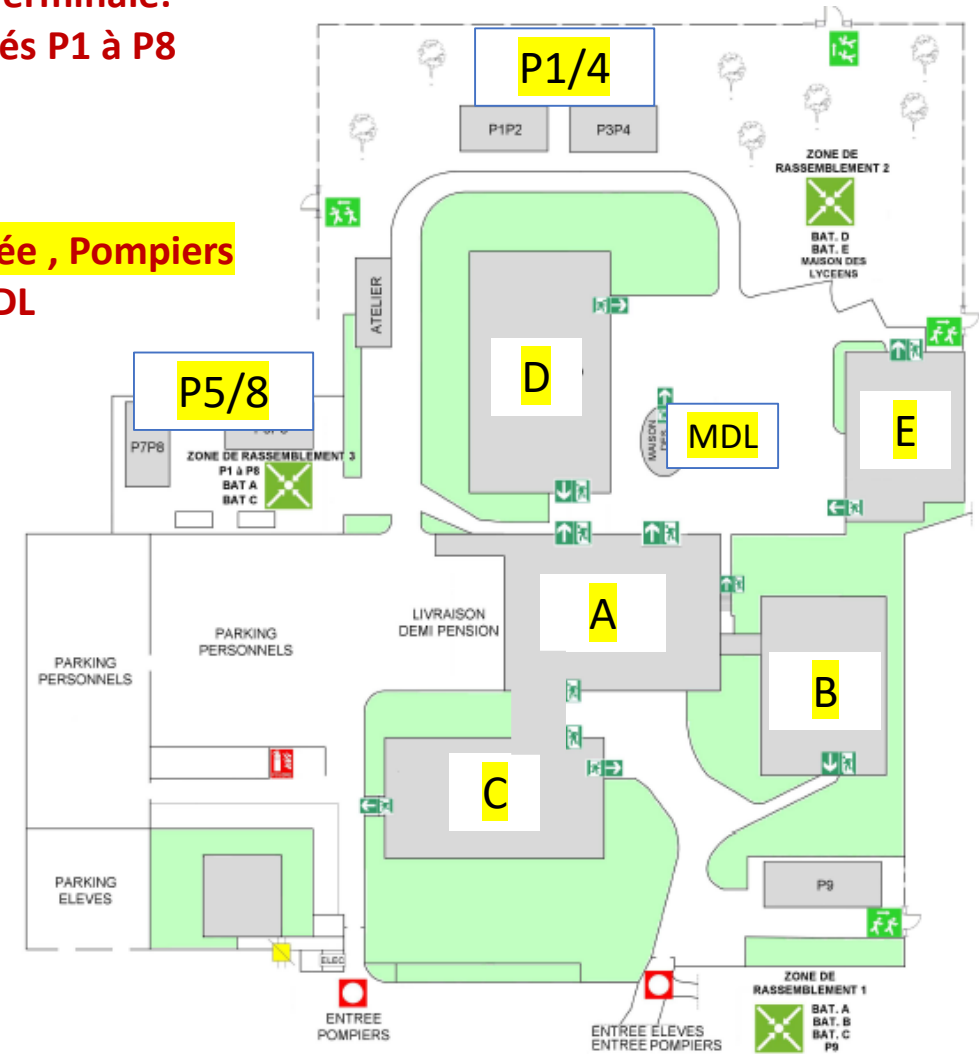 erminale.
és P1 à P8
P1/4
P1P2
P3P4
ZONE DE
RASSEMBLEMENT 2
BAT. D
BAT. E
MAISON DES
LYCEENS
ée , Pompiers
DL
ATELIER
D
E
P5/8
MDL
MAISON
DES
P7P8
ZONE DE RASSEMBLEMENT 3
P1 à P8
BAT A
BAT C
A
LIVRAISON
DEMI PENSION
PARKING
PERSONNELS
PARKING
PERSONNELS
B
C
PARKING
ELEVES
P9
ELEC
ENTREE
POMPIERS
ENTREE ELEVES
ENTREE POMPIERS
ZONE DE
RASSEMBLEMENT 1
BAT. A
BAT. B
BAT. C
P9